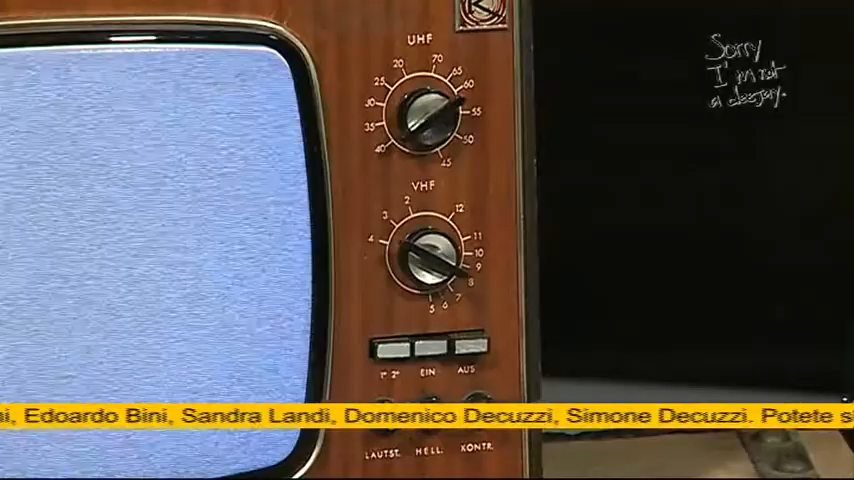 K
Sorry
I'm not
a deejay.
UHF
20 70 65
25 60
30 55
35 50
40 45
VHF
2 12
3
4 11
10
9
8
7
5 6
1° 2° EIN AUS
i, Edoardo Bini, Sandra Landi, Domenico Decuzzi, Simone Decuzzi. Potete s
LAUTST. HELL. KONTR.